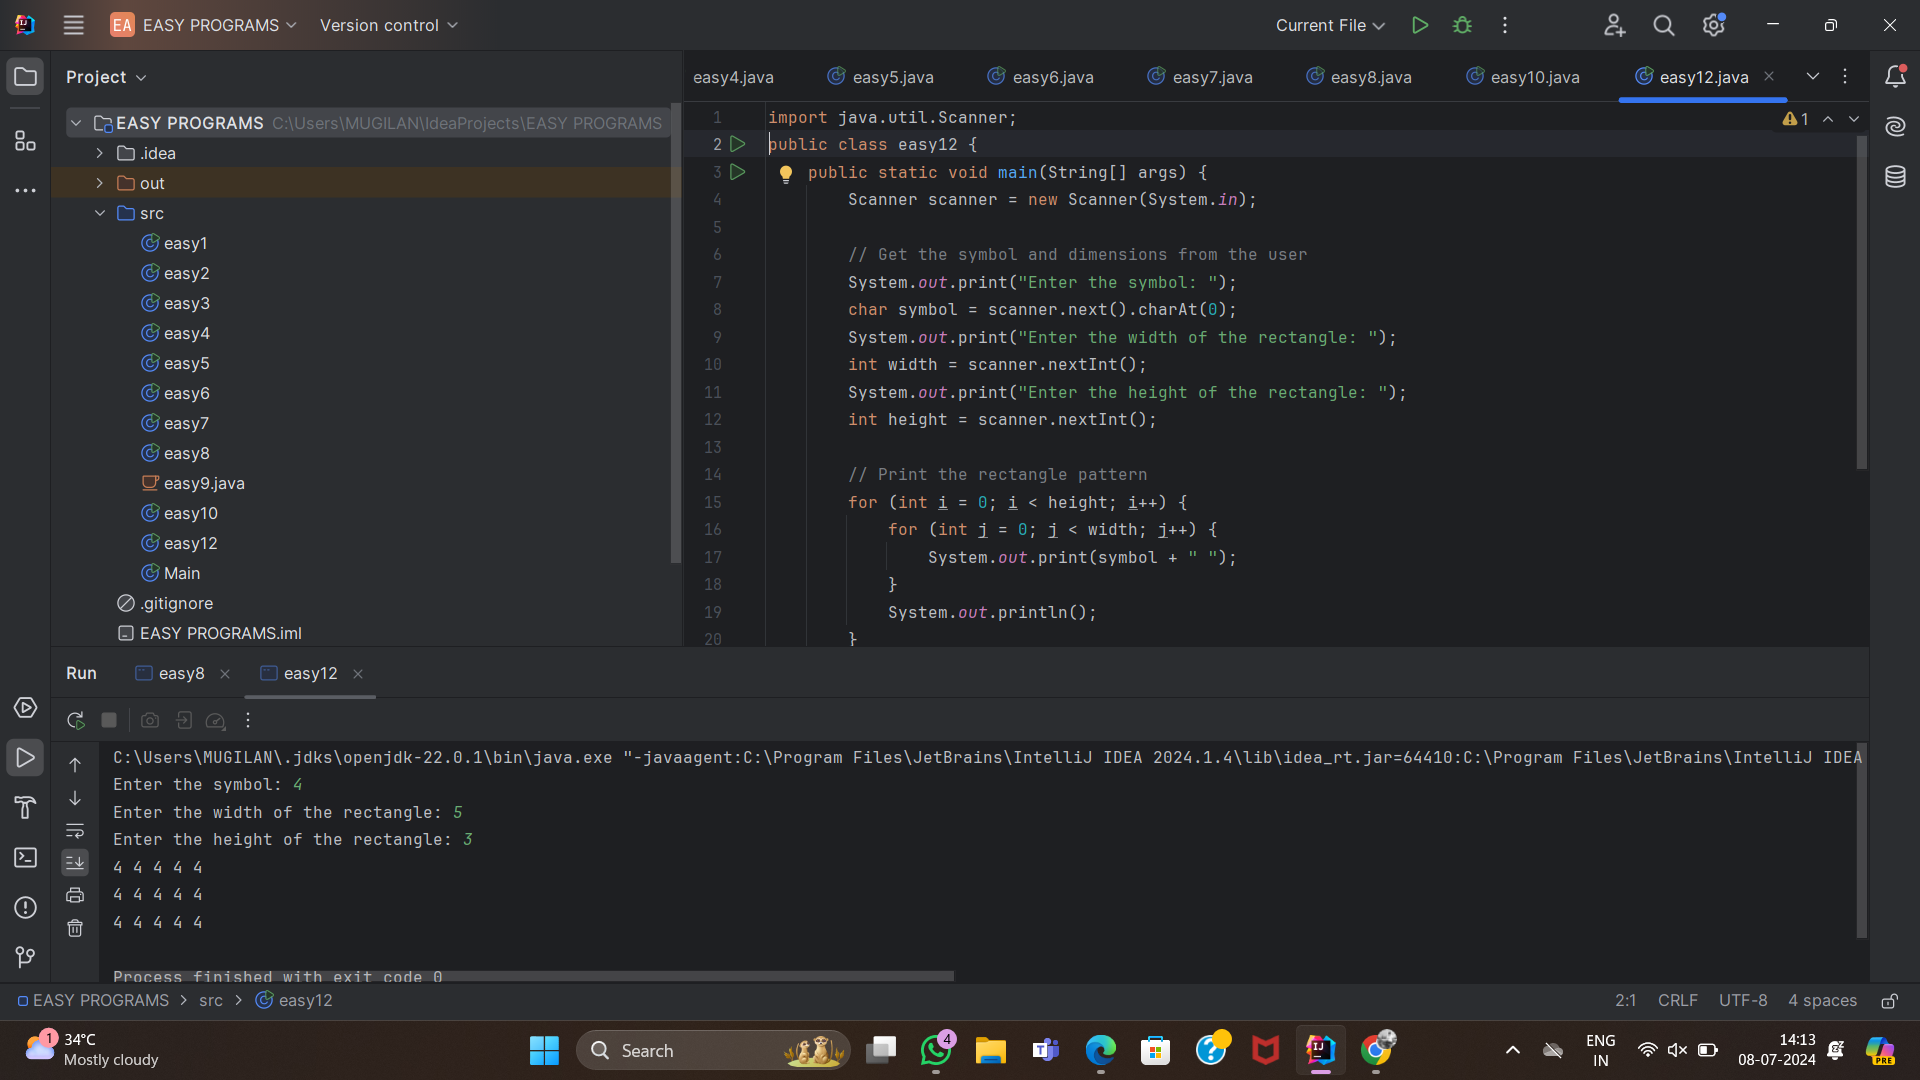 EA EASY PROGRAMS Version control Current File
Project
easy4.java easy5.java easy6.java easy7.java easy8.java easy10.java easy12.java
EASY PROGRAMS C:\Users\MUGILAN\IdeaProjects\EASY PROGRAMS
.idea
out
src
easy1
easy2
easy3
easy4
easy5
easy6
easy7
easy8
easy9.java
easy10
easy12
Main
.gitignore
EASY PROGRAMS.iml
1 import java.util.Scanner;
1
2 public class easy12 {
3 public static void main(String[] args) {
4 Scanner scanner = new Scanner(System.in);
5
6 // Get the symbol and dimensions from the user
7 System.out.print("Enter the symbol: ");
8 char symbol = scanner.next().charAt(0);
9 System.out.print("Enter the width of the rectangle: ");
10 int width = scanner.nextInt();
11 System.out.print("Enter the height of the rectangle: ");
12 int height = scanner.nextInt();
13
14 // Print the rectangle pattern
15 for (int i = 0; i < height; i++) {
16 for (int j = 0; j < width; j++) {
17 System.out.print(symbol + " ");
18 }
19 System.out.println();
20 }
Run easy8 easy12
C:\Users\MUGILAN\.jdks\openjdk-22.0.1\bin\java.exe "-javaagent:C:\Program Files\JetBrains\IntelliJ IDEA 2024.1.4\lib\idea_rt.jar=64410:C:\Program Files\JetBrains\IntelliJ IDEA
Enter the symbol: 4
Enter the width of the rectangle: 5
Enter the height of the rectangle: 3
4 4 4 4 4
4 4 4 4 4
4 4 4 4 4
Process finished with exit code 0
EASY PROGRAMS > src > easy12 2:1 CRLF UTF-8 4 spaces
1
34°C
Mostly cloudy
Search
4
ENG
IN
14:13
08-07-2024
PRE